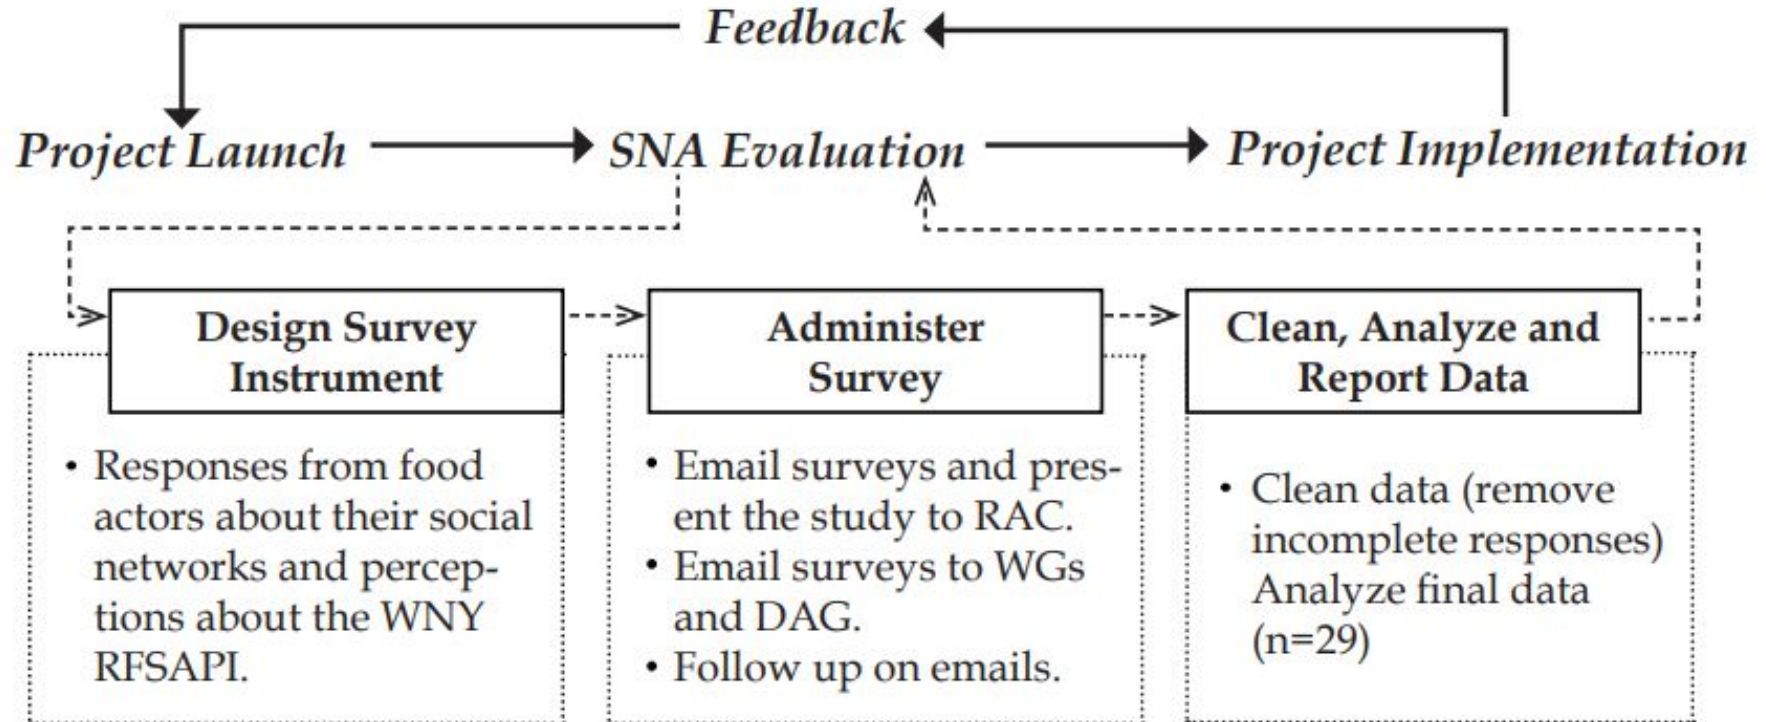 Feedback
Project Launch
SNA Evaluation
Project Implementation
Design Survey
Instrument
• Responses from food
actors about their social
networks and percep-
tions about the WNY
RFSAPI.
Administer
Survey
• Email surveys and pres-
ent the study to RAC.
• Email surveys to WGs
and DAG.
• Follow up on emails.
Clean, Analyze and
Report Data
• Clean data (remove
incomplete responses)
Analyze final data
(n=29)